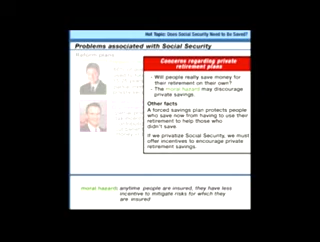 Hot Topic: Does Social Security Need to Be Saved?
Problems associated with Social Security
Reform plans
Concerns regarding private
retirement plans
- Will people really save money for
their retirement on their own?
- The moral hazard may discourage
private savings.
Other facts
A forced savings plan protects people
who save now from having to use their
retirement to help those who
didn't save.
If we privatize Social Security, we must
offer incentives to encourage private
retirement savings.
moral hazard: anytime people are insured, they have less
incentive to mitigate risks for which they
are insured